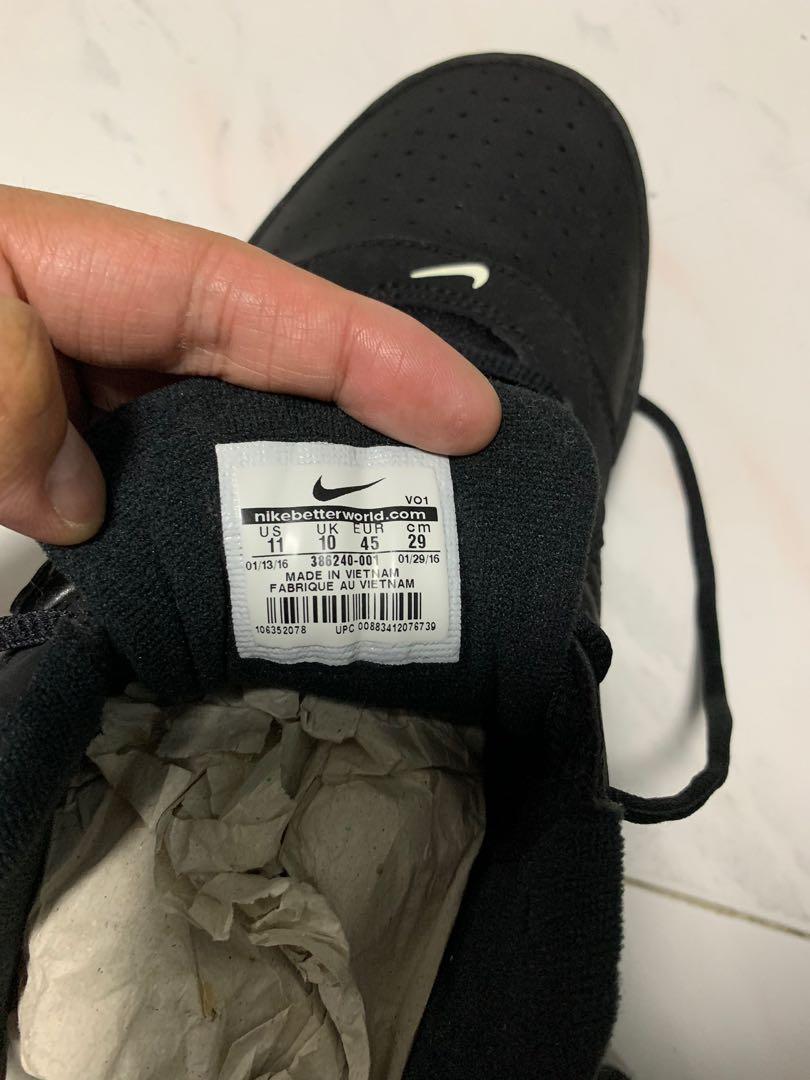 VO1
nikebetterworld.com
US UK EUR cm
11 10 45 29
01/13/16 386240-001 01/29/16
MADE IN VIETNAM
FABRIQUE AU VIETNAM
106352078 UPC 00883412076739